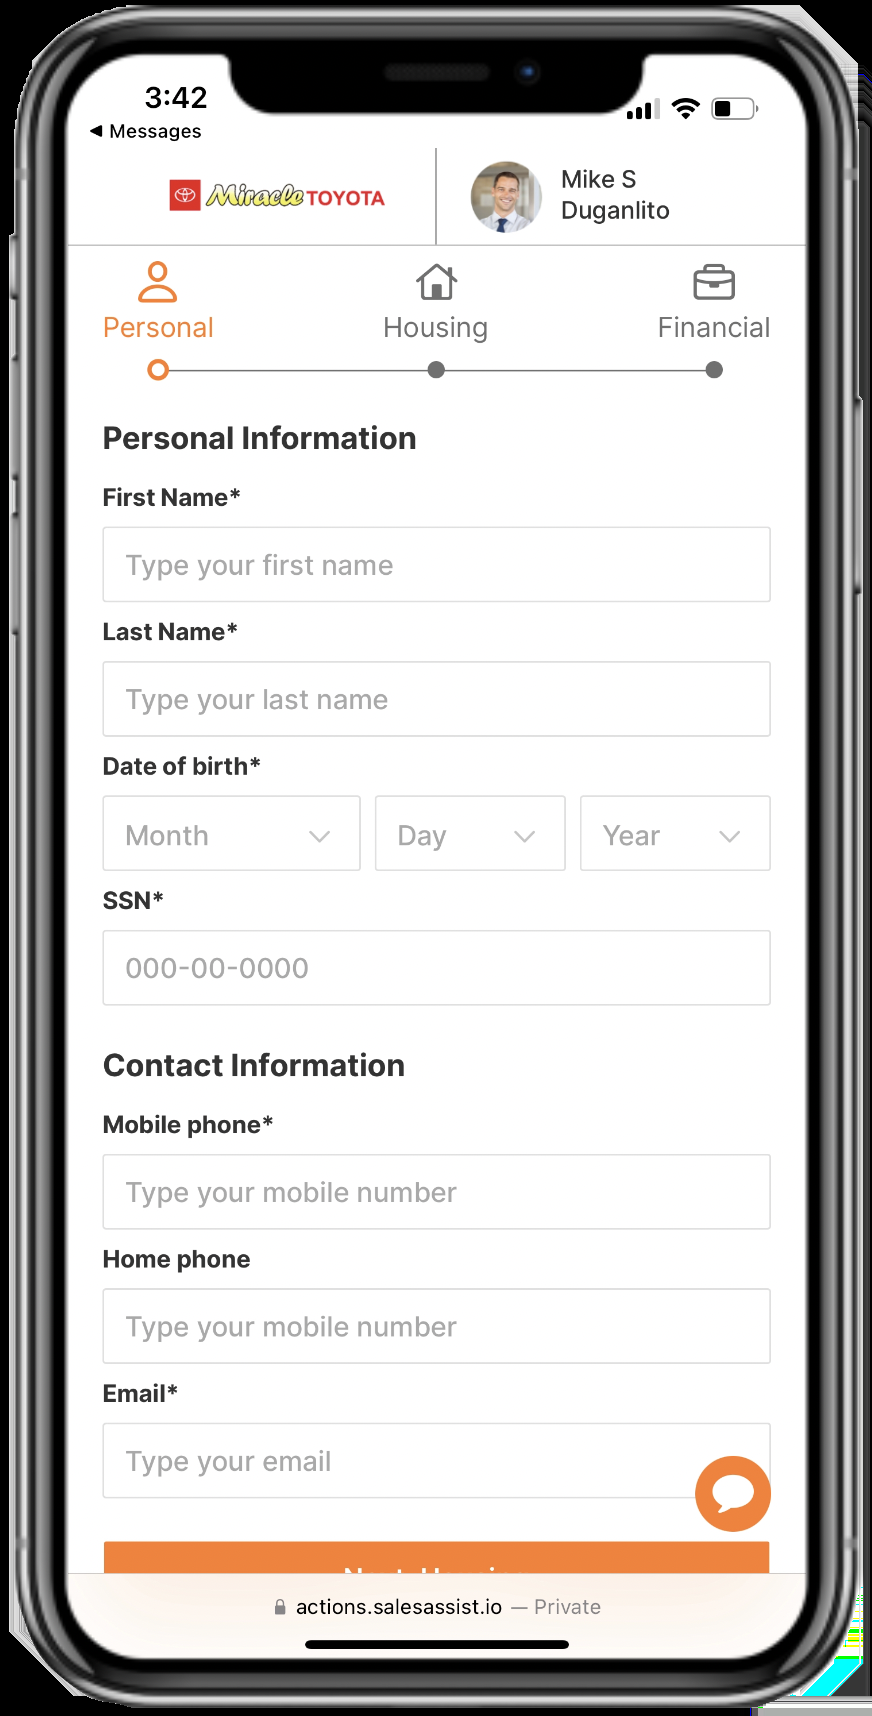 3:42
Messages
Miracle TOYOTA
Mike S
Duganlito
Personal
Housing
Financial
Personal Information
First Name*
Type your first name
Last Name*
Type your last name
Date of birth*
Month
Day
Year
SSN*
000-00-0000
Contact Information
Mobile phone*
Type your mobile number
Home phone
Type your mobile number
Email*
Type your email
actions.salesassist.io — Private